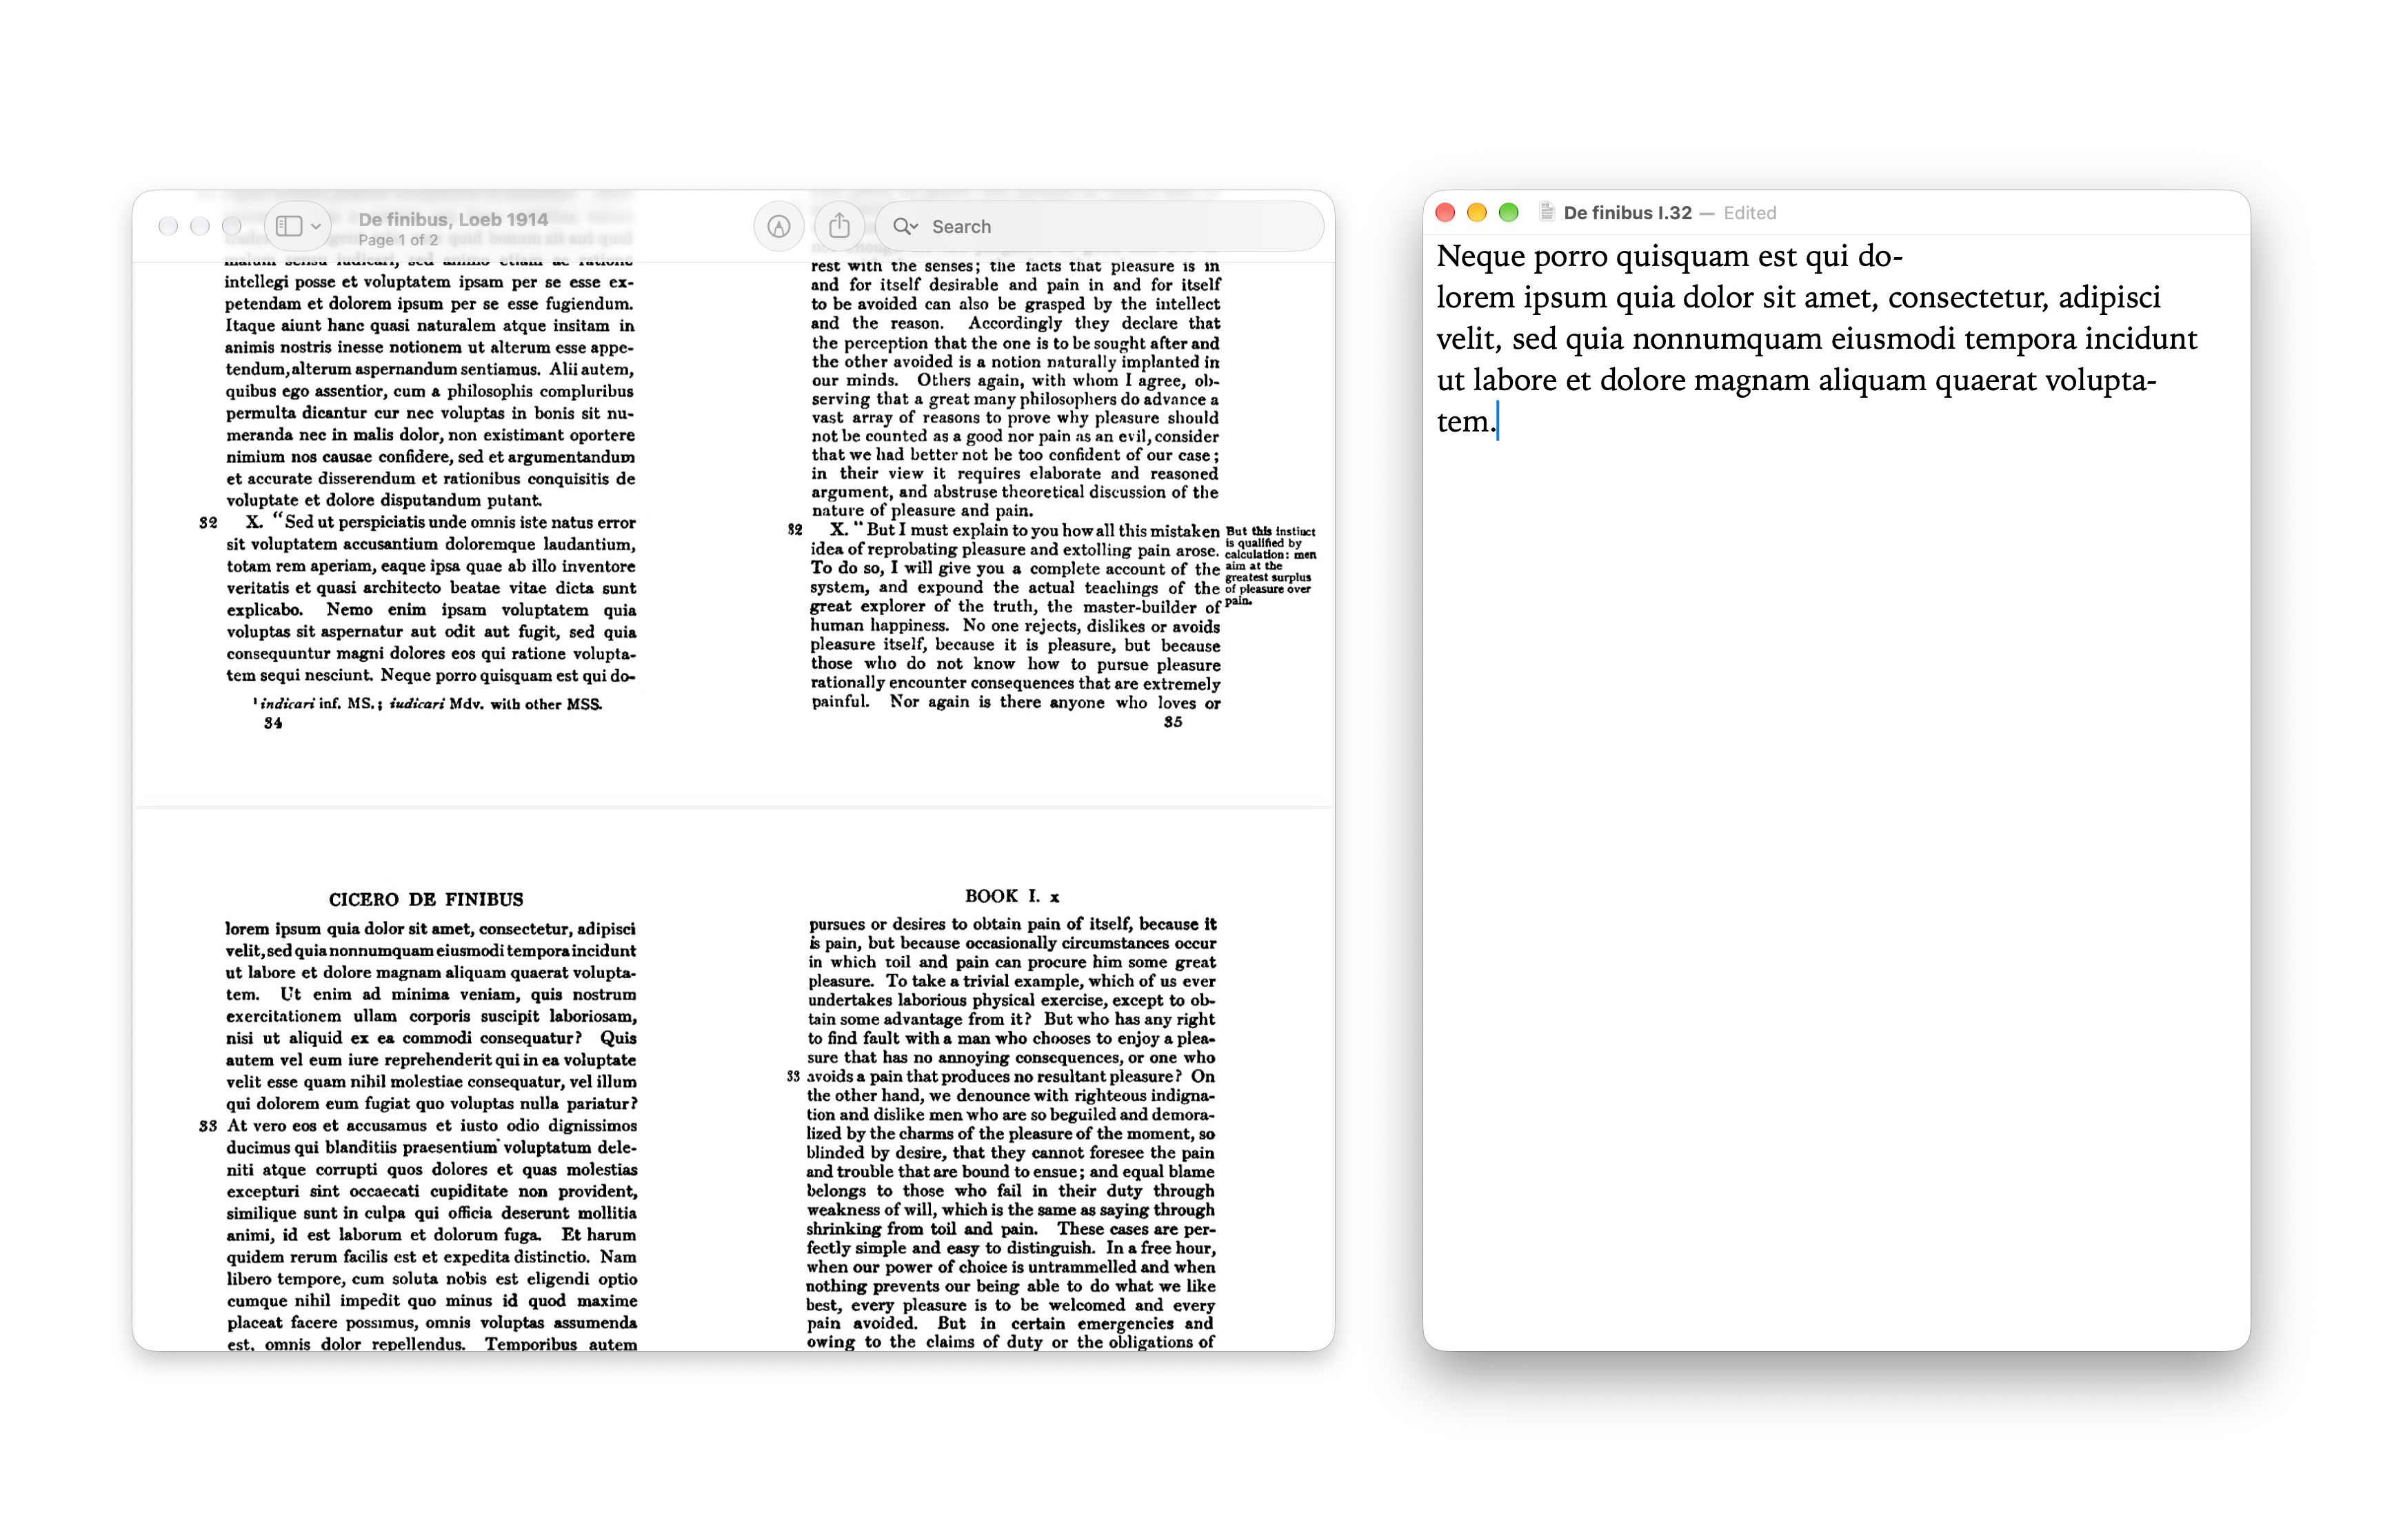 De finibus, Loeb 1914
Page 1 of 2
Search
malum sensu iudicari, sed animo etiam ac ratione
intellegi posse et voluptatem ipsam per se esse ex-
petendam et dolorem ipsum per se esse fugiendum.
Itaque aiunt hanc quasi naturalem atque insitam in
animis nostris inesse notionem ut alterum esse appe-
tendum, alterum aspernandum sentiamus. Alii autem,
quibus ego assentior, cum a philosophis compluribus
permulta dicantur cur nec voluptas in bonis sit nu-
meranda nec in malis dolor, non existimant oportere
nimium nos causae confidere, sed et argumentandum
et accurate disserendum et rationibus conquisitis de
voluptate et dolore disputandum putant.
32 X. “Sed ut perspiciatis unde omnis iste natus error
sit voluptatem accusantium doloremque laudantium,
totam rem aperiam, eaque ipsa quae ab illo inventore
veritatis et quasi architecto beatae vitae dicta sunt
explicabo. Nemo enim ipsam voluptatem quia
voluptas sit aspernatur aut odit aut fugit, sed quia
consequuntur magni dolores eos qui ratione volupta-
tem sequi nesciunt. Neque porro quisquam est qui do-
¹ indicari inf. MS.; iudicari Mdv. with other MSS.
34
rest with the senses; the facts that pleasure is in
and for itself desirable and pain in and for itself
to be avoided can also be grasped by the intellect
and the reason. Accordingly they declare that
the perception that the one is to be sought after and
the other avoided is a notion naturally implanted in
our minds. Others again, with whom I agree, ob-
serving that a great many philosophers do advance a
vast array of reasons to prove why pleasure should
not be counted as a good nor pain as an evil, consider
that we had better not be too confident of our case;
in their view it requires elaborate and reasoned
argument, and abstruse theoretical discussion of the
nature of pleasure and pain.
32 X. “But I must explain to you how all this mistaken
idea of reprobating pleasure and extolling pain arose.
To do so, I will give you a complete account of the
system, and expound the actual teachings of the
great explorer of the truth, the master-builder of
human happiness. No one rejects, dislikes or avoids
pleasure itself, because it is pleasure, but because
those who do not know how to pursue pleasure
rationally encounter consequences that are extremely
painful. Nor again is there anyone who loves or
35
But this instinct
is qualified by
calculation: men
aim at the
greatest surplus
of pleasure over
pain.
CICERO DE FINIBUS
lorem ipsum quia dolor sit amet, consectetur, adipisci
velit, sed quia nonnumquam eiusmodi tempora incidunt
ut labore et dolore magnam aliquam quaerat volupta-
tem. Ut enim ad minima veniam, quis nostrum
exercitationem ullam corporis suscipit laboriosam,
nisi ut aliquid ex ea commodi consequatur? Quis
autem vel eum iure reprehenderit qui in ea voluptate
velit esse quam nihil molestiae consequatur, vel illum
qui dolorem eum fugiat quo voluptas nulla pariatur?
33 At vero eos et accusamus et iusto odio dignissimos
ducimus qui blanditiis praesentium voluptatum dele-
niti atque corrupti quos dolores et quas molestias
excepturi sint occaecati cupiditate non provident,
similique sunt in culpa qui officia deserunt mollitia
animi, id est laborum et dolorum fuga. Et harum
quidem rerum facilis est et expedita distinctio. Nam
libero tempore, cum soluta nobis est eligendi optio
cumque nihil impedit quo minus id quod maxime
placeat facere possimus, omnis voluptas assumenda
est, omnis dolor repellendus. Temporibus autem
BOOK I. x
pursues or desires to obtain pain of itself, because it
is pain, but because occasionally circumstances occur
in which toil and pain can procure him some great
pleasure. To take a trivial example, which of us ever
undertakes laborious physical exercise, except to ob-
tain some advantage from it? But who has any right
to find fault with a man who chooses to enjoy a plea-
sure that has no annoying consequences, or one who
33 avoids a pain that produces no resultant pleasure? On
the other hand, we denounce with righteous indigna-
tion and dislike men who are so beguiled and demora-
lized by the charms of the pleasure of the moment, so
blinded by desire, that they cannot foresee the pain
and trouble that are bound to ensue; and equal blame
belongs to those who fail in their duty through
weakness of will, which is the same as saying through
shrinking from toil and pain. These cases are per-
fectly simple and easy to distinguish. In a free hour,
when our power of choice is untrammelled and when
nothing prevents our being able to do what we like
best, every pleasure is to be welcomed and every
pain avoided. But in certain emergencies and
owing to the claims of duty or the obligations of
De finibus I.32 — Edited
Neque porro quisquam est qui do-
lorem ipsum quia dolor sit amet, consectetur, adipisci
velit, sed quia nonnumquam eiusmodi tempora incidunt
ut labore et dolore magnam aliquam quaerat volupta-
tem.